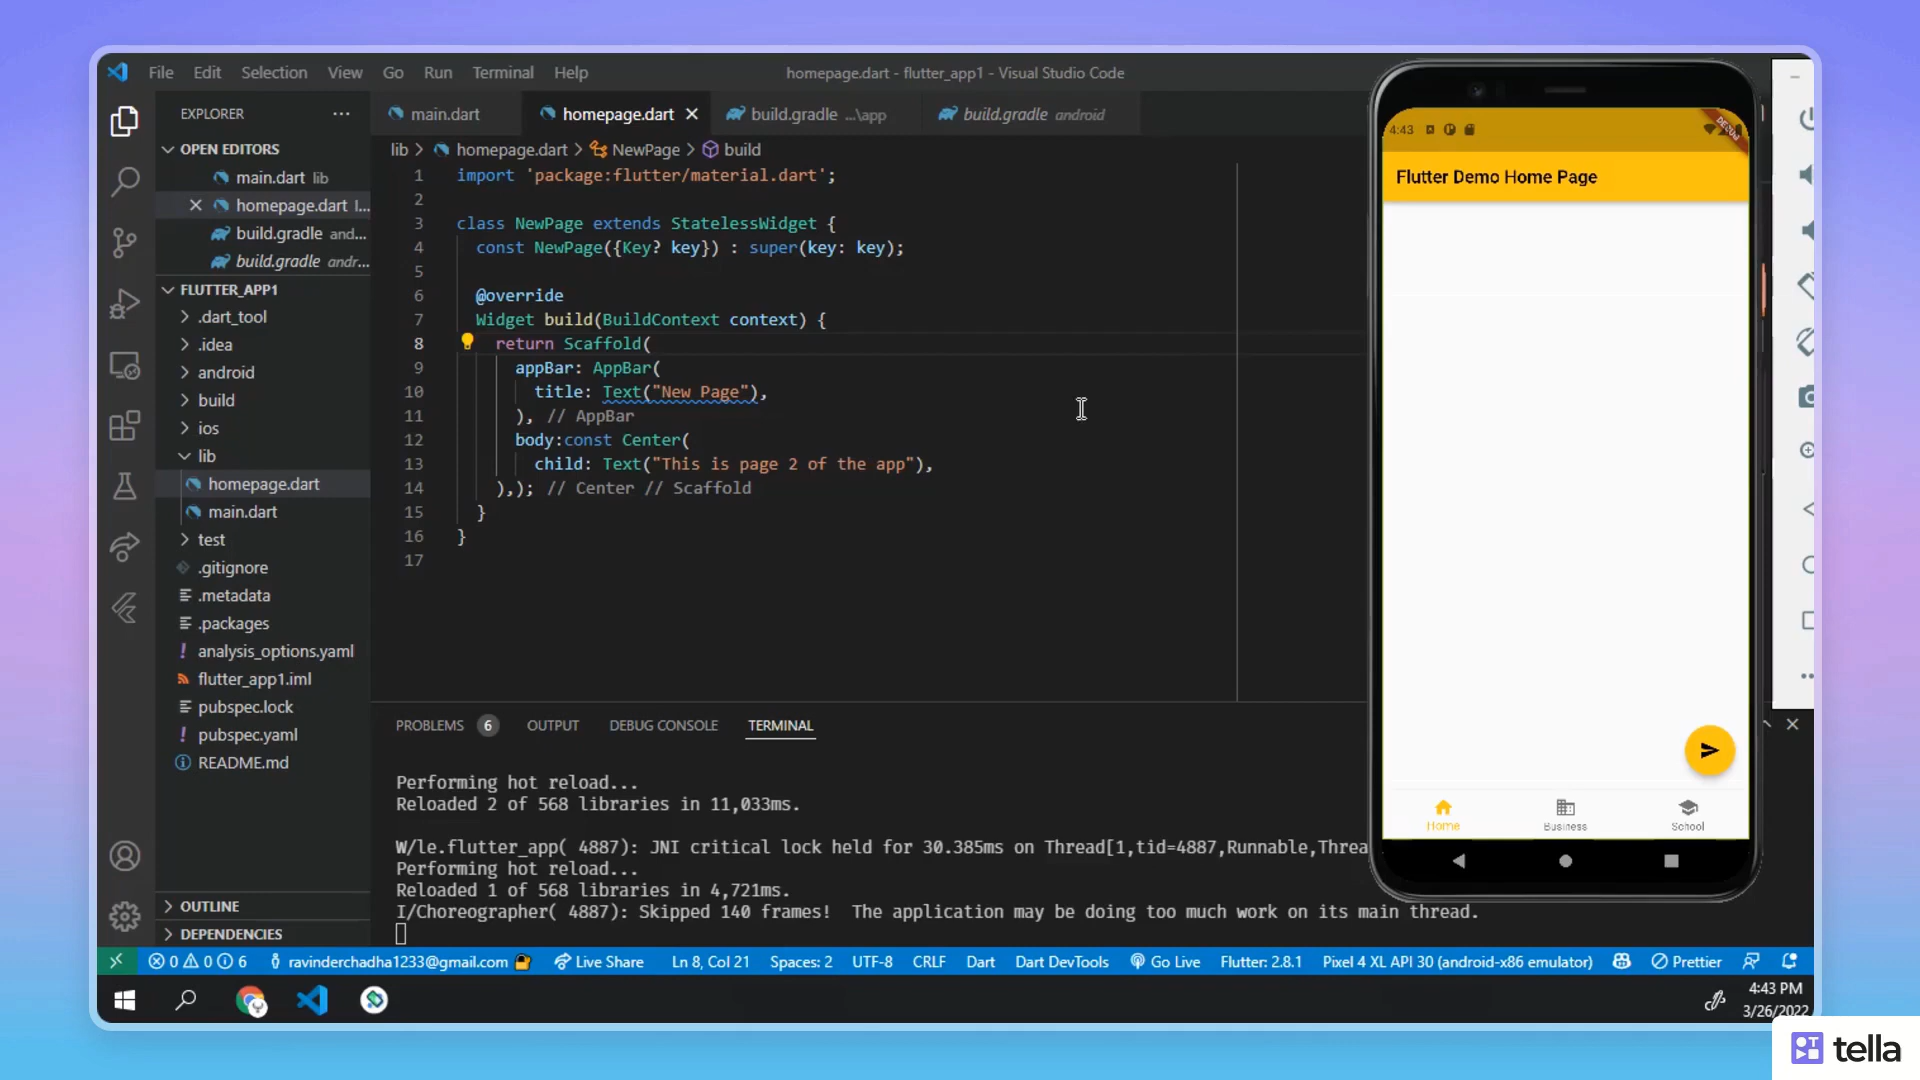 File Edit Selection View Go Run Terminal Help
homepage.dart - flutter_app1 - Visual Studio Code
EXPLORER
OPEN EDITORS
main.dart lib
homepage.dart l...
build.gradle and...
build.gradle andr...
FLUTTER_APP1
.dart_tool
.idea
android
build
ios
lib
homepage.dart
main.dart
test
.gitignore
.metadata
.packages
analysis_options.yaml
flutter_app1.iml
pubspec.lock
pubspec.yaml
README.md
OUTLINE
DEPENDENCIES
main.dart homepage.dart build.gradle ...\app build.gradle android
lib > homepage.dart > NewPage > build
1 import 'package:flutter/material.dart';
2
3 class NewPage extends StatelessWidget {
4 const NewPage({Key? key}) : super(key: key);
5
6 @override
7 Widget build(BuildContext context) {
8 return Scaffold(
9 appBar: AppBar(
10 title: Text("New Page"),
11 ), // AppBar
12 body:const Center(
13 child: Text("This is page 2 of the app"),
14 ),); // Center // Scaffold
15 }
16 }
17
PROBLEMS 6 OUTPUT DEBUG CONSOLE TERMINAL
Performing hot reload...
Reloaded 2 of 568 libraries in 11,033ms.
W/le.flutter_app( 4887): JNI critical lock held for 30.385ms on Thread[1,tid=4887,Runnable,Threa
Performing hot reload...
Reloaded 1 of 568 libraries in 4,721ms.
I/Choreographer( 4887): Skipped 140 frames! The application may be doing too much work on its main thread.
4:43
DEBUG
Flutter Demo Home Page
Home Business School
0 0 6 ravinderchadha1233@gmail.com Live Share Ln 8, Col 21 Spaces: 2 UTF-8 CRLF Dart Dart DevTools Go Live Flutter: 2.8.1 Pixel 4 XL API 30 (android-x86 emulator) Prettier
4:43 PM
3/26/2022
tella